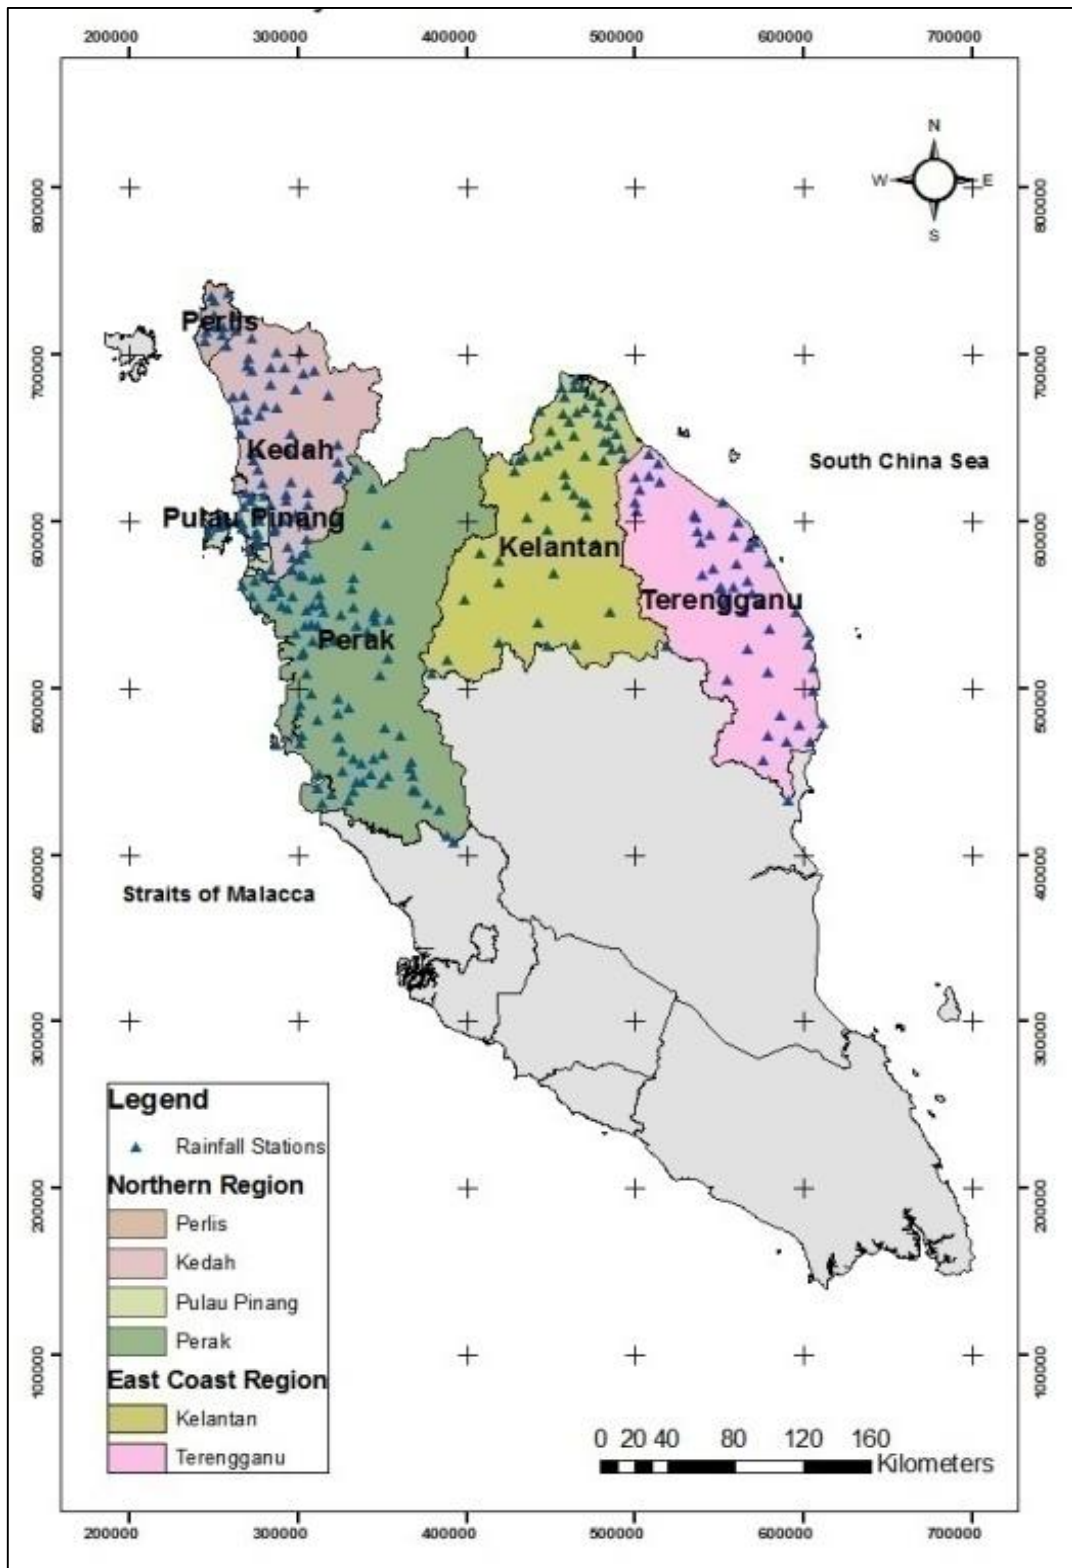 200000 300000 400000 500000 600000 700000
N
W E
S
800000 800000
700000 700000
600000 600000
500000 500000
400000 400000
300000 300000
200000 200000
100000 100000
Perlis
Kedah
Pulau Pinang
Perak
Kelantan
Terengganu
South China Sea
Straits of Malacca
Legend
Rainfall Stations
Northern Region
Perlis
Kedah
Pulau Pinang
Perak
East Coast Region
Kelantan
Terengganu
0 20 40 80 120 160
Kilometers
200000 300000 400000 500000 600000 700000